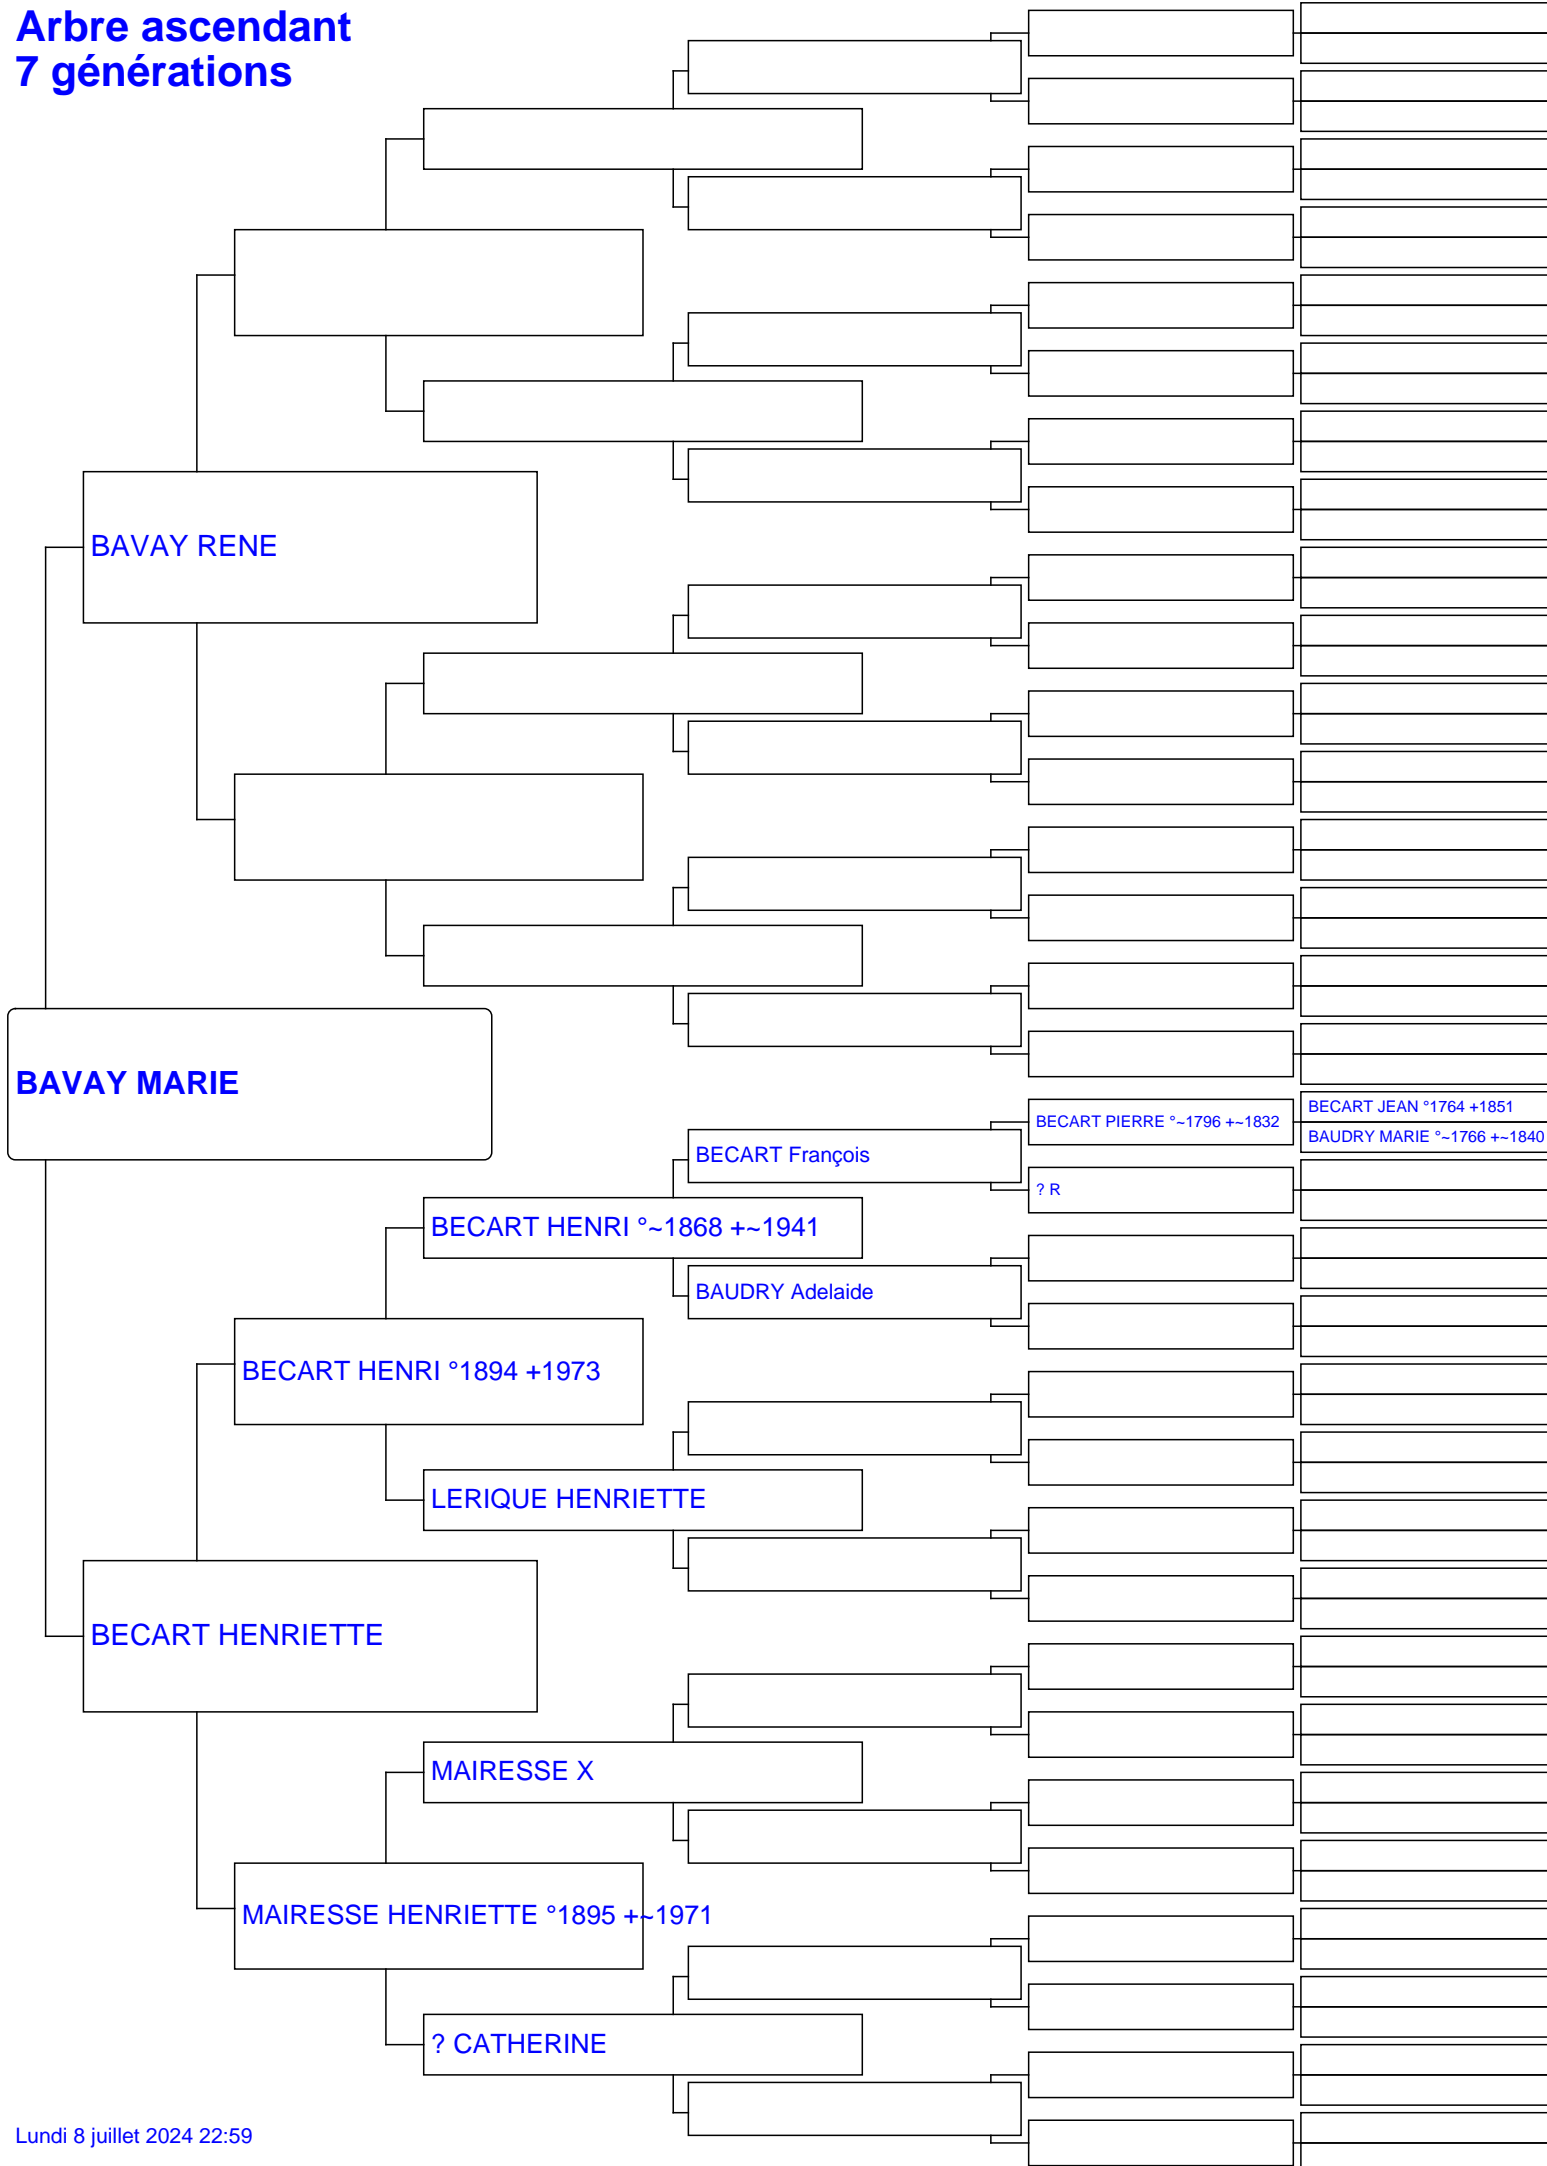 Arbre ascendant
7 générations
BAVAY RENE
BAVAY MARIE
BECART JEAN °1764 +1851
BECART PIERRE °~1796 +~1832
BAUDRY MARIE °~1766 +~1840
BECART François
? R
BECART HENRI °~1868 +~1941
BAUDRY Adelaide
BECART HENRI °1894 +1973
LERIQUE HENRIETTE
BECART HENRIETTE
MAIRESSE X
MAIRESSE HENRIETTE °1895 +~1971
? CATHERINE
Lundi 8 juillet 2024 22:59